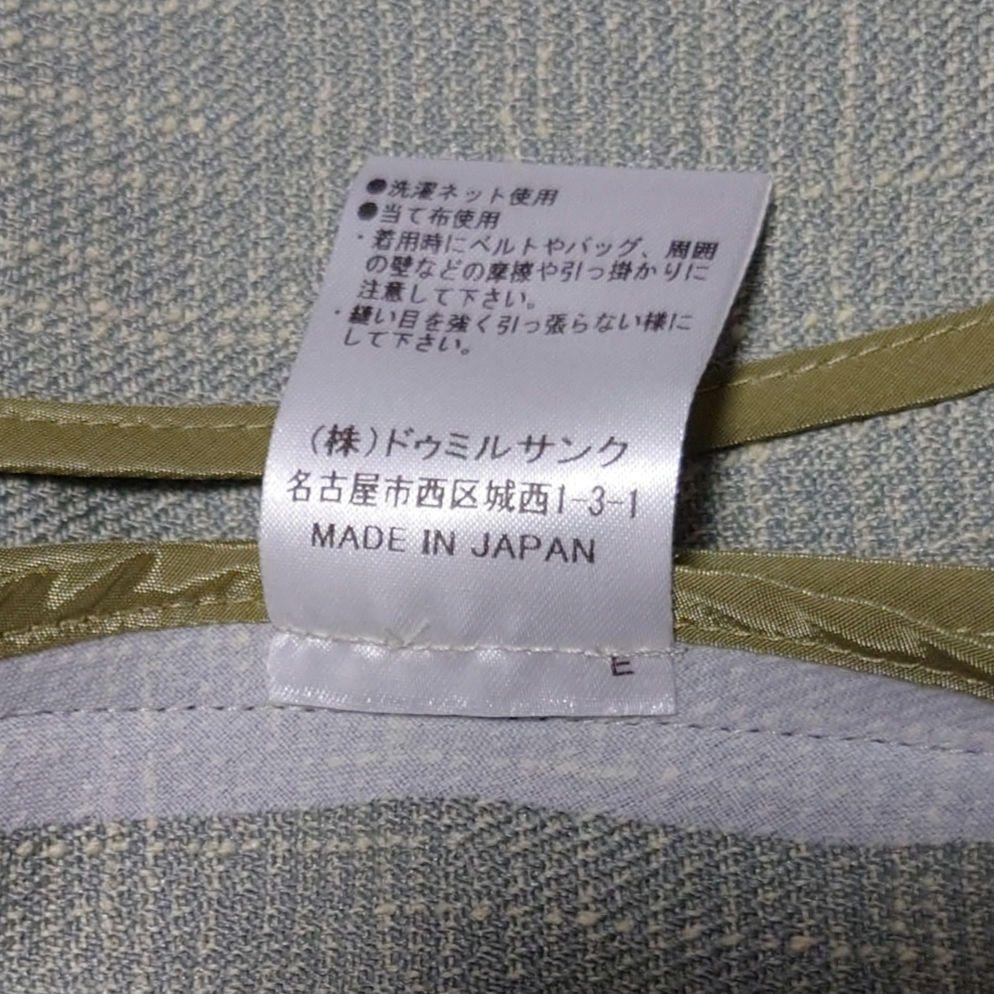 ●洗濯ネット使用
●当て布使用
・着用時にベルトやバッグ、周囲
の壁などの摩擦や引っ掛かりに
注意して下さい。
・縫い目を強く引っ張らない様に
して下さい。
(株)ドゥミルサンク
名古屋市西区城西1-3-1
MADE IN JAPAN
E